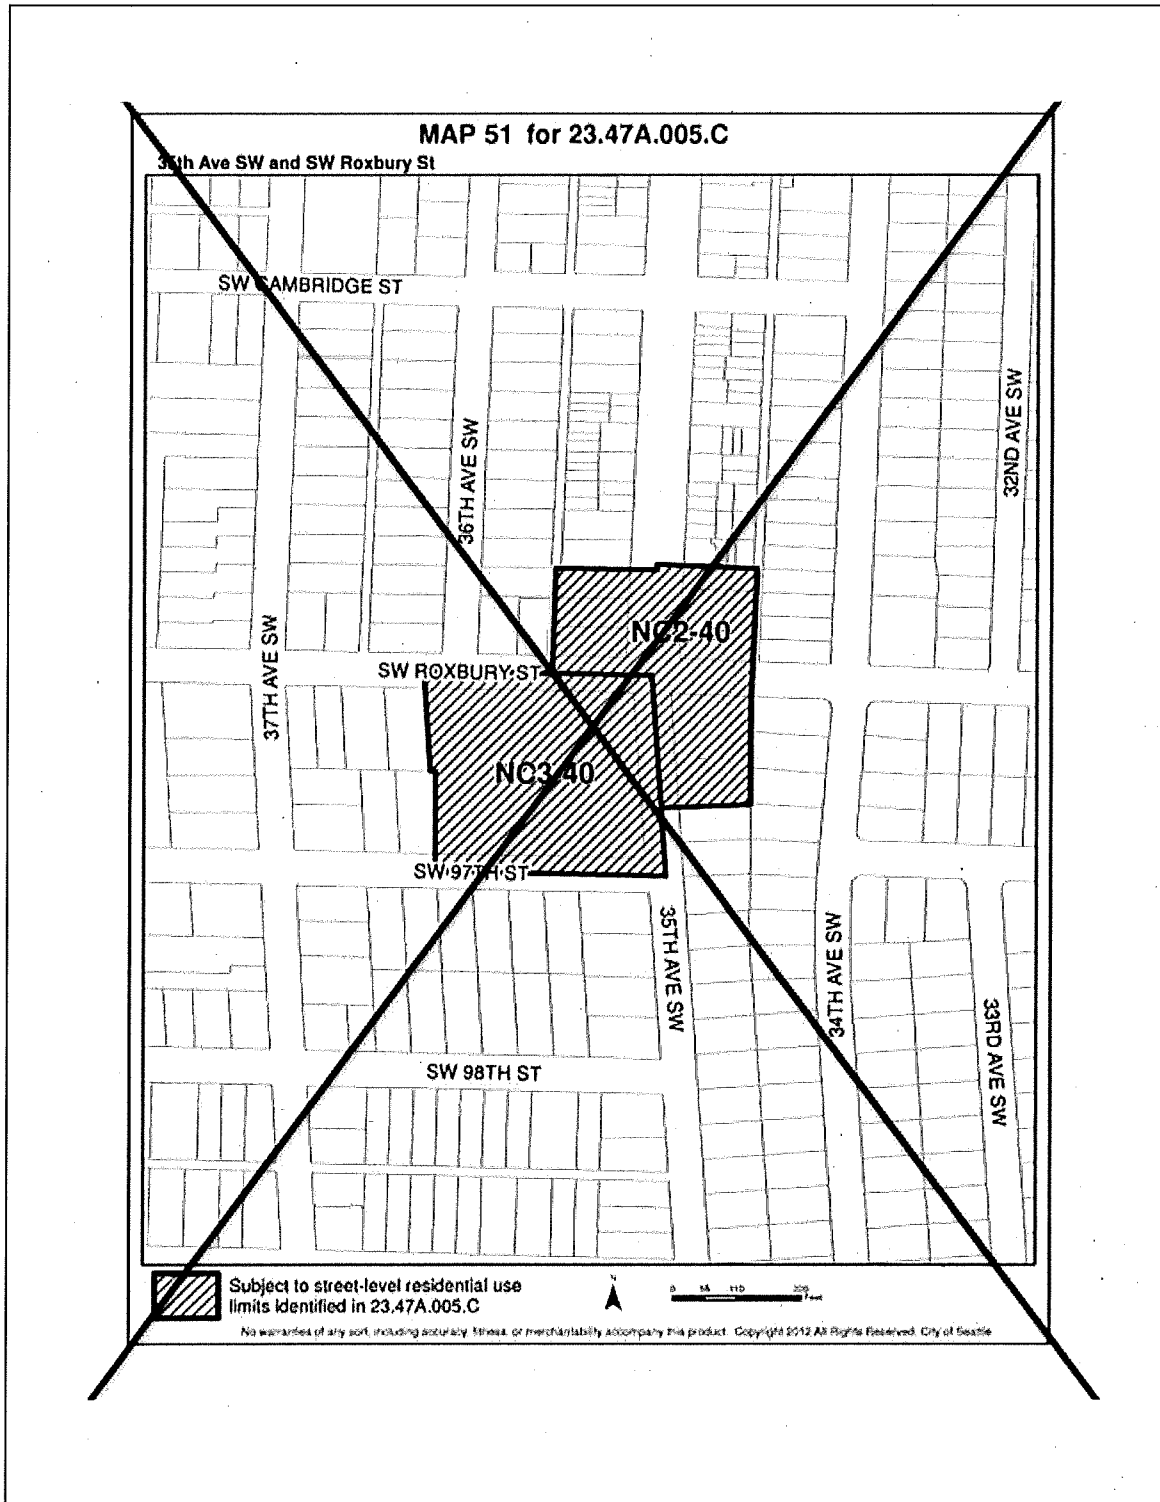 MAP 51 for 23.47A.005.C
35th Ave SW and SW Roxbury St
SW CAMBRIDGE ST
32ND AVE SW
36TH AVE SW
NC2-40
37TH AVE SW
SW ROXBURY ST
NC3-40
SW 97TH ST
35TH AVE SW
34TH AVE SW
33RD AVE SW
SW 98TH ST
Subject to street-level residential use
limits identified in 23.47A.005.C
N
0 110 220
Feet
No warranties of any sort, including accuracy, fitness, or merchantability accompany this product. Copyright 2012 All Rights Reserved, City of Seattle